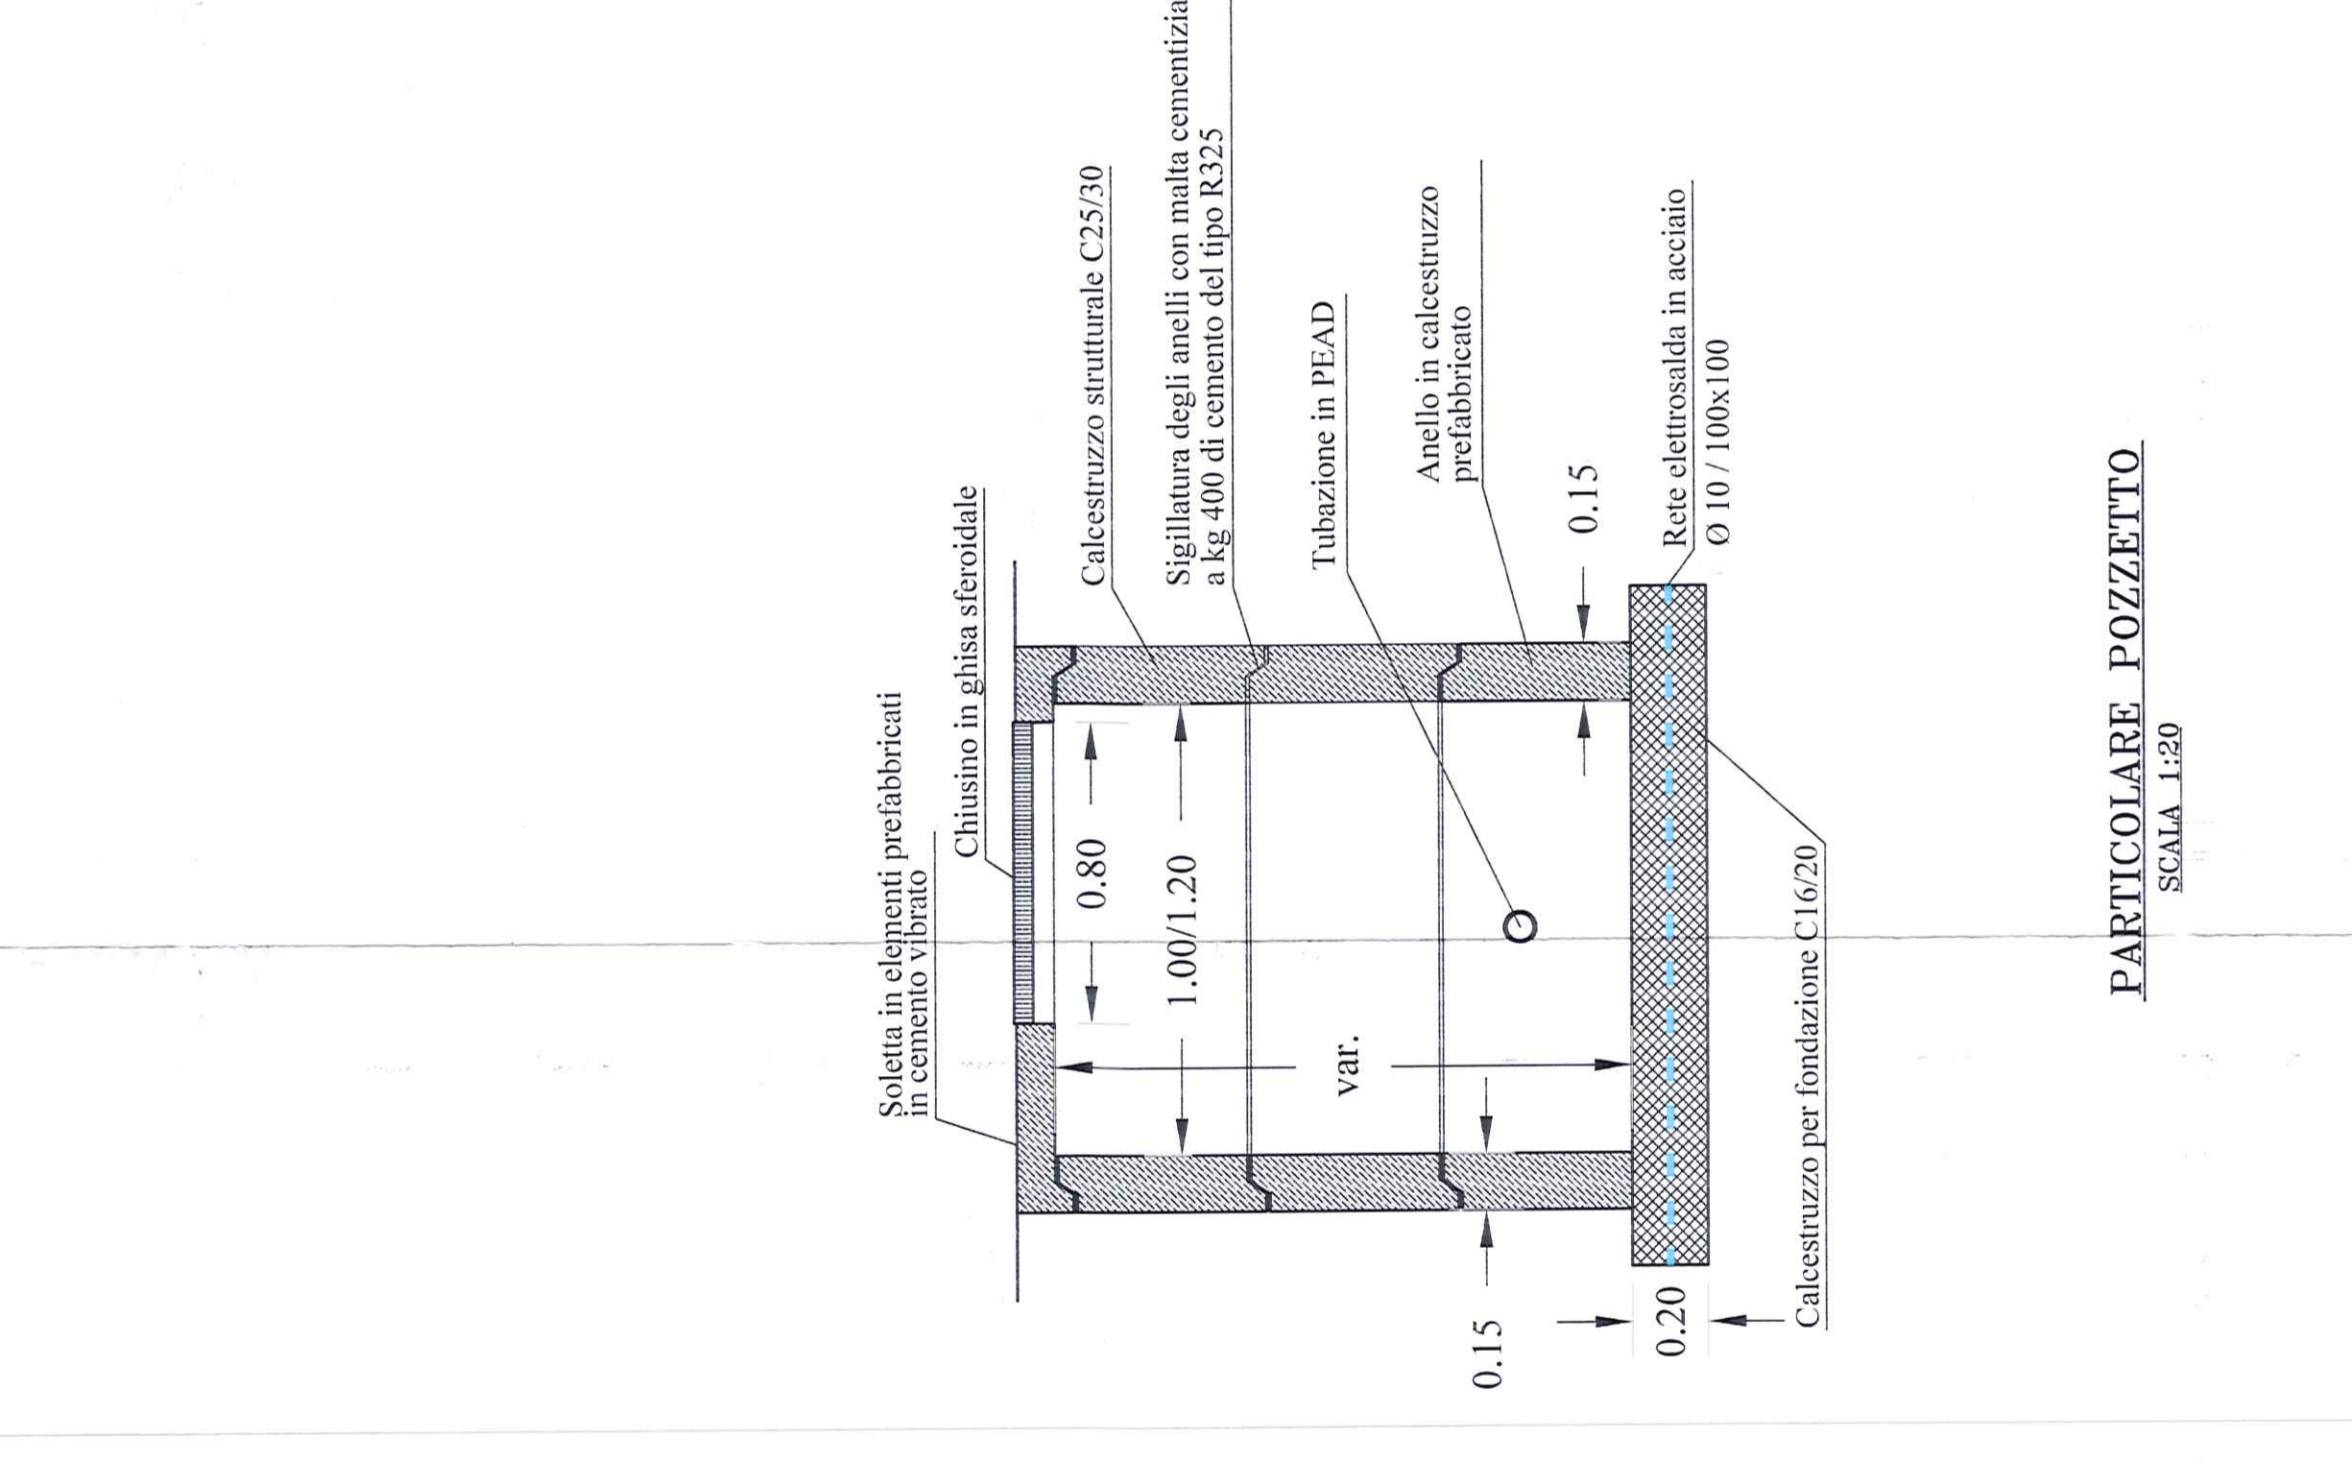 Soletta in elementi prefabbricati
in cemento vibrato
Chiusino in ghisa sferoidale
0.80
Calcestruzzo strutturale C25/30
1.00/1.20
Sigillatura degli anelli con malta cementizia
a kg 400 di cemento del tipo R325
Tubazione in PEAD
var.
Anello in calcestruzzo
prefabbricato
0.15
0.15
0.20
Rete elettrosalda in acciaio
Ø 10 / 100x100
Calcestruzzo per fondazione C16/20
PARTICOLARE POZZETTO
SCALA 1:20